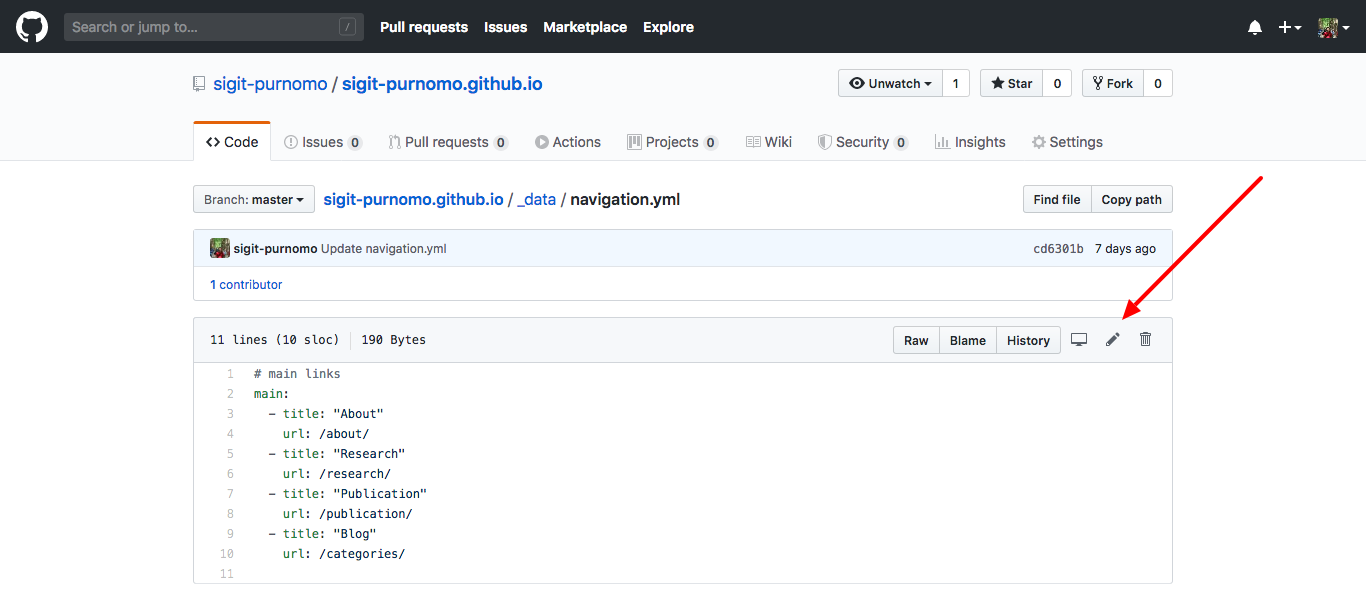 Search or jump to... / Pull requests Issues Marketplace Explore
sigit-purnomo / sigit-purnomo.github.io Unwatch 1 Star 0 Fork 0
<> Code Issues 0 Pull requests 0 Actions Projects 0 Wiki Security 0 Insights Settings
Branch: master sigit-purnomo.github.io / _data / navigation.yml Find file Copy path
sigit-purnomo Update navigation.yml cd6301b 7 days ago
1 contributor
11 lines (10 sloc) 190 Bytes Raw Blame History
1 # main links
2 main:
3 - title: "About"
4 url: /about/
5 - title: "Research"
6 url: /research/
7 - title: "Publication"
8 url: /publication/
9 - title: "Blog"
10 url: /categories/
11